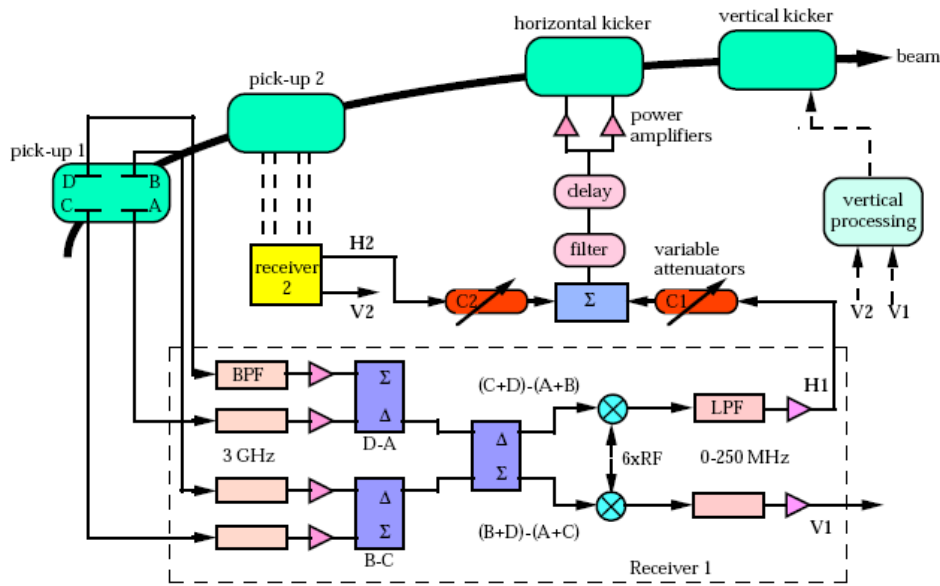 horizontal kicker
vertical kicker
beam
pick-up 2
power
amplifiers
pick-up 1
D
B
C
A
delay
vertical
processing
filter
variable
attenuators
H2
receiver
2
V2
C2
Σ
C1
V2
V1
BPF
Σ
(C+D)-(A+B)
LPF
H1
Δ
D-A
Δ
3 GHz
6xRF
0-250 MHz
Σ
Δ
Σ
(B+D)-(A+C)
V1
B-C
Receiver 1